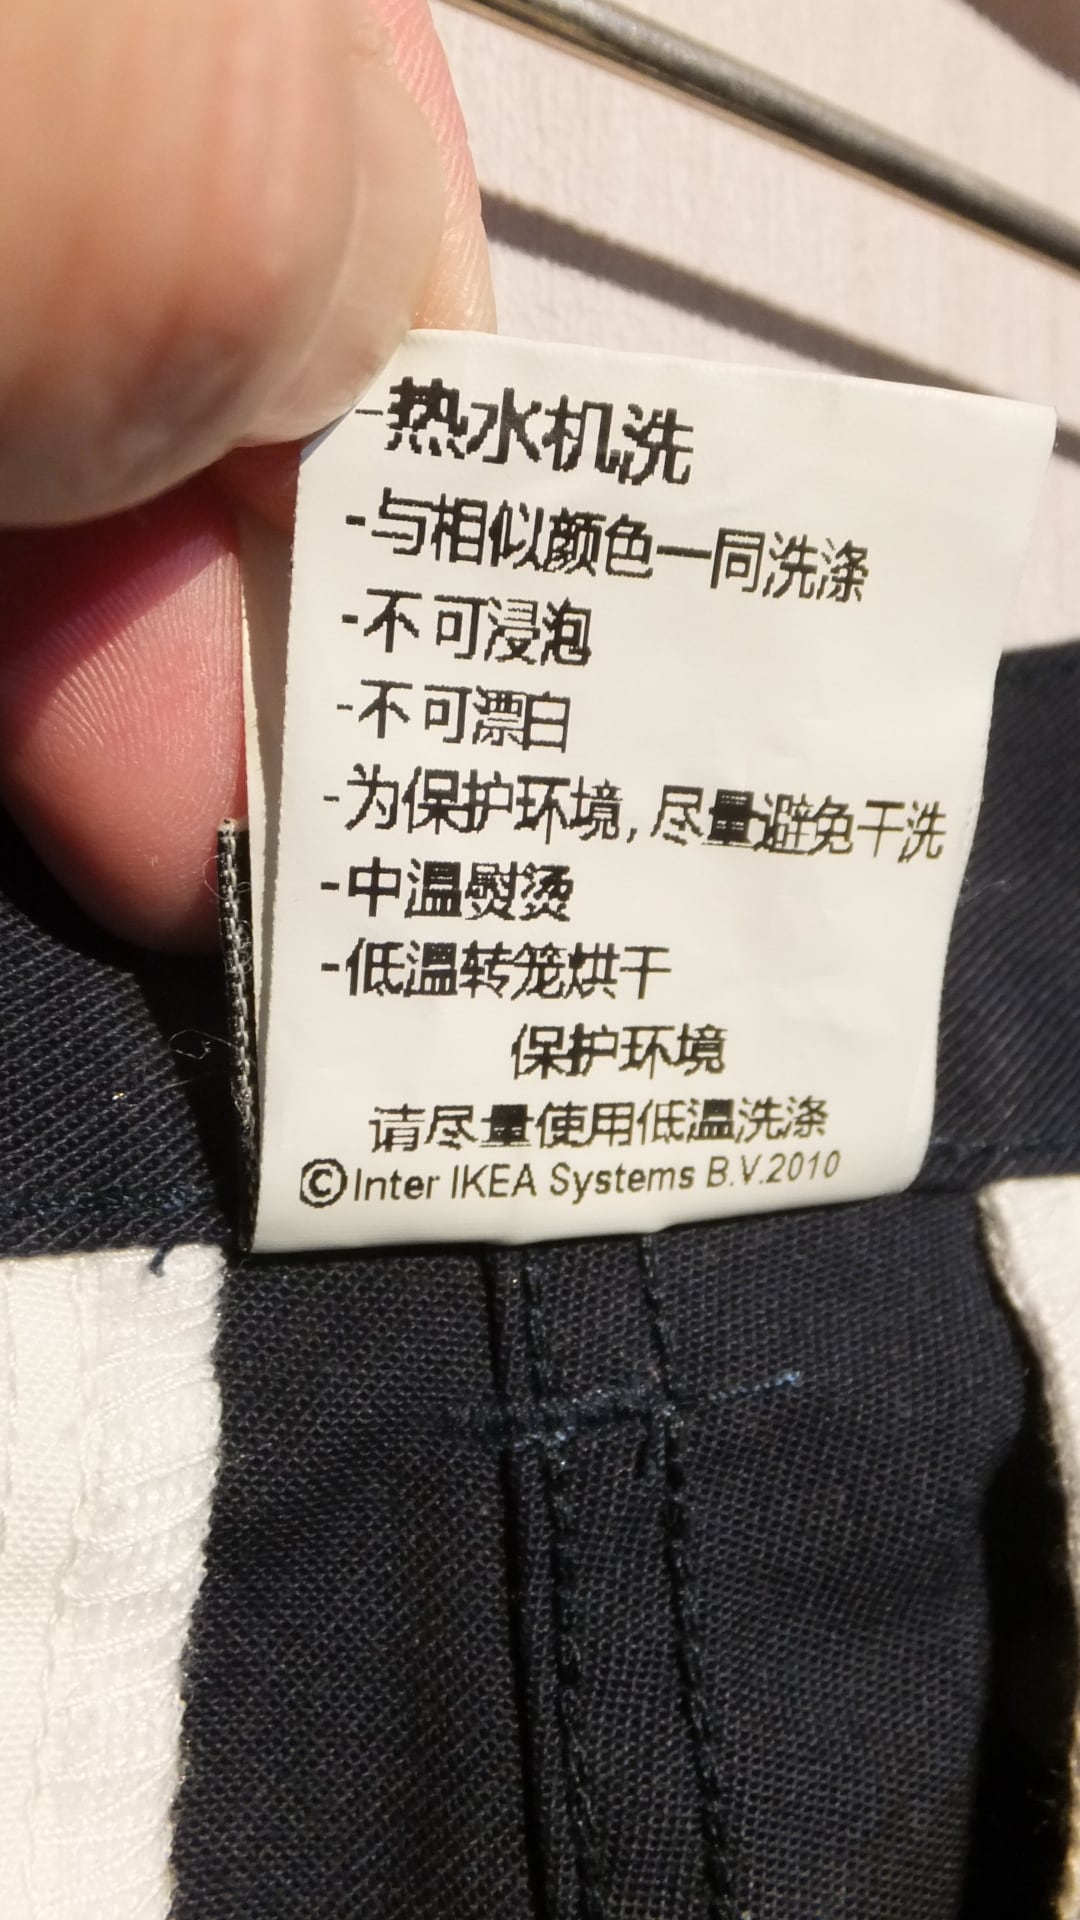 -热水机洗
-与相似颜色一同洗涤
-不可浸泡
-不可漂白
-为保护环境,尽量避免干洗
-中温熨烫
-低温转笼烘干
保护环境
请尽量使用低温洗涤
©Inter IKEA Systems B.V.2010